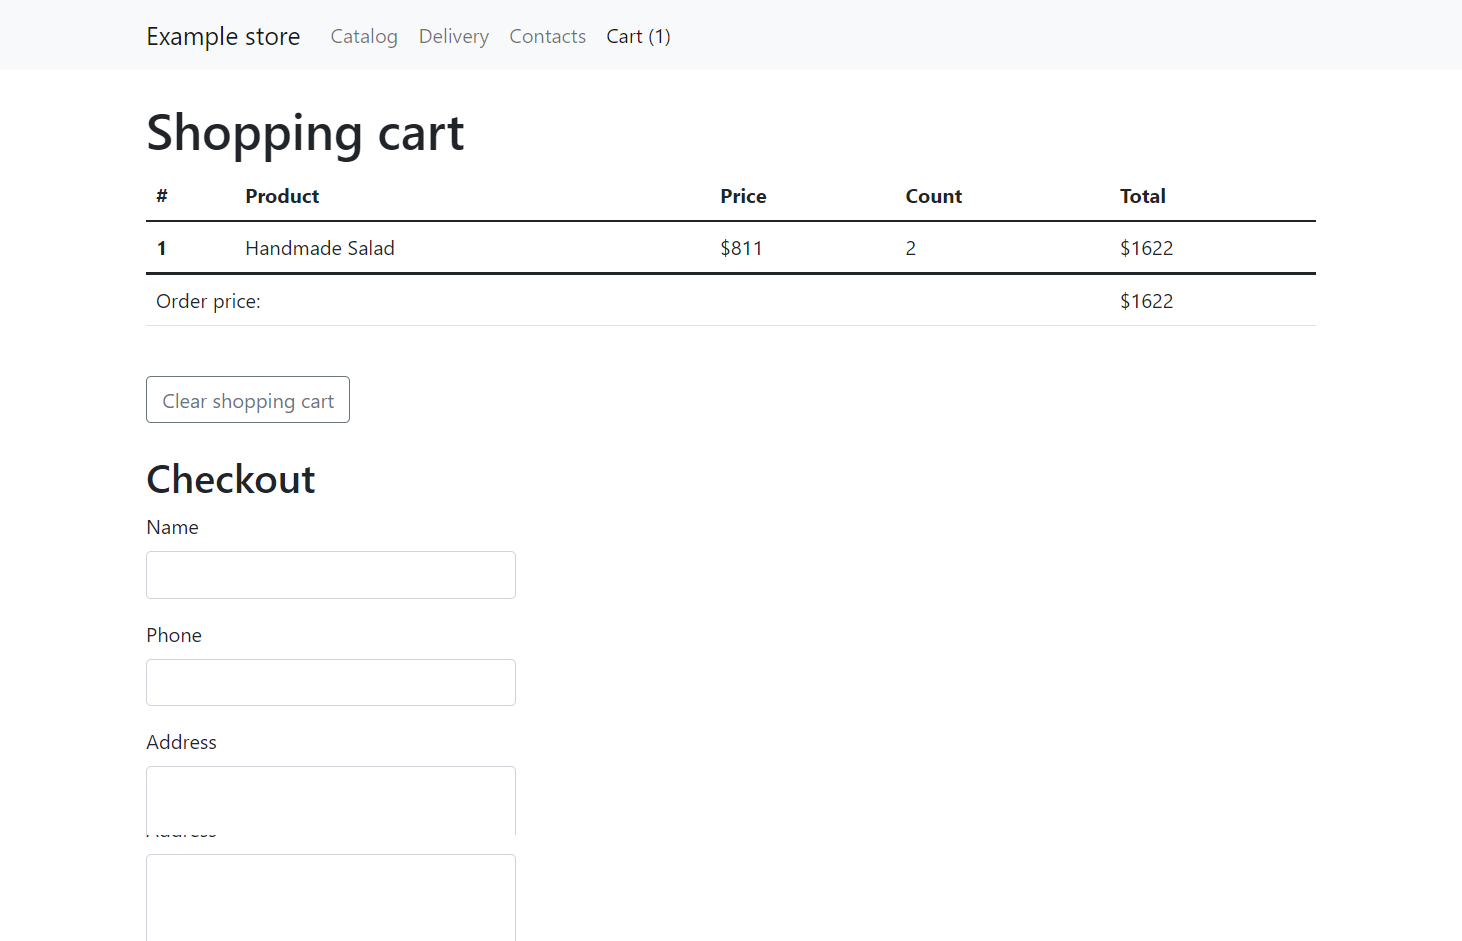 Example store Catalog Delivery Contacts Cart (1)
Shopping cart
# Product Price Count Total
1 Handmade Salad $811 2 $1622
Order price: $1622
Clear shopping cart
Checkout
Name
Phone
Address